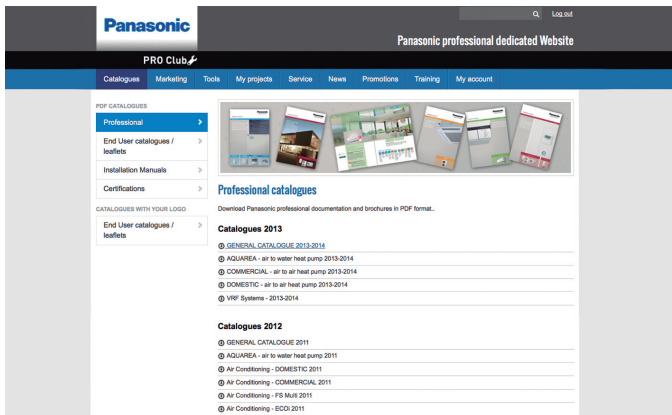 Panasonic
Log out
Panasonic professional dedicated Website
PRO Club
Catalogues Marketing Tools My projects Service News Promotions Training My account
PDF CATALOGUES
Professional
End User catalogues /
leaflets
Installation Manuals
Certifications
CATALOGUES WITH YOUR LOGO
End User catalogues /
leaflets
Professional catalogues
Download Panasonic professional documentation and brochures in PDF format..
Catalogues 2013
GENERAL CATALOGUE 2013-2014
AQUAREA - air to water heat pump 2013-2014
COMMERCIAL - air to air heat pump 2013-2014
DOMESTIC - air to air heat pump 2013-2014
VRF Systems - 2013-2014
Catalogues 2012
GENERAL CATALOGUE 2011
AQUAREA - air to water heat pump 2011
Air Conditioning - DOMESTIC 2011
Air Conditioning - COMMERCIAL 2011
Air Conditioning - FS Multi 2011
Air Conditioning - ECOi 2011